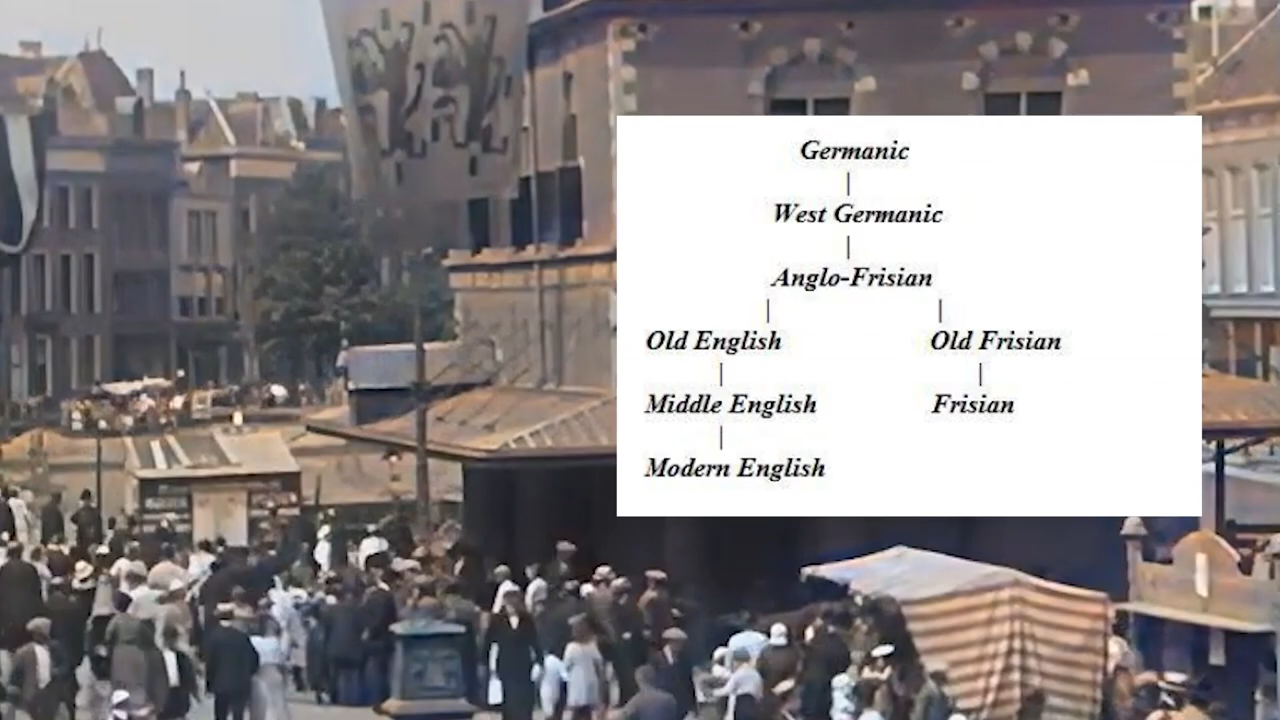 Germanic
West Germanic
Anglo-Frisian
Old English Old Frisian
Middle English Frisian
Modern English